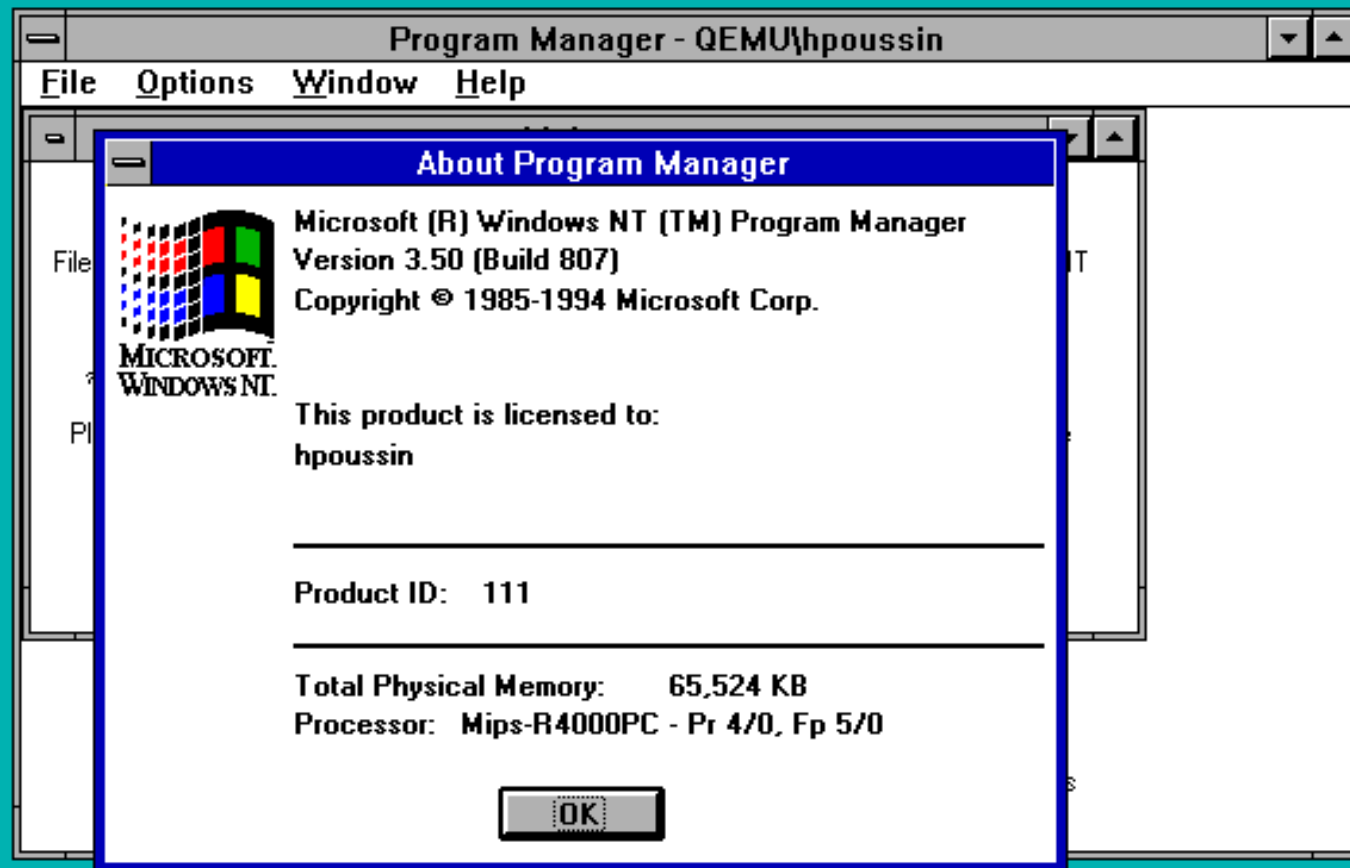 Program Manager - QEMU\hpoussin
File Options Window Help
About Program Manager
Microsoft (R) Windows NT (TM) Program Manager
Version 3.50 (Build 807)
Copyright © 1985-1994 Microsoft Corp.
MICROSOFT.
WINDOWS NT.
File
This product is licensed to:
hpoussin
Product ID: 111
Total Physical Memory: 65,524 KB
Processor: Mips-R4000PC - Pr 4/0, Fp 5/0
OK